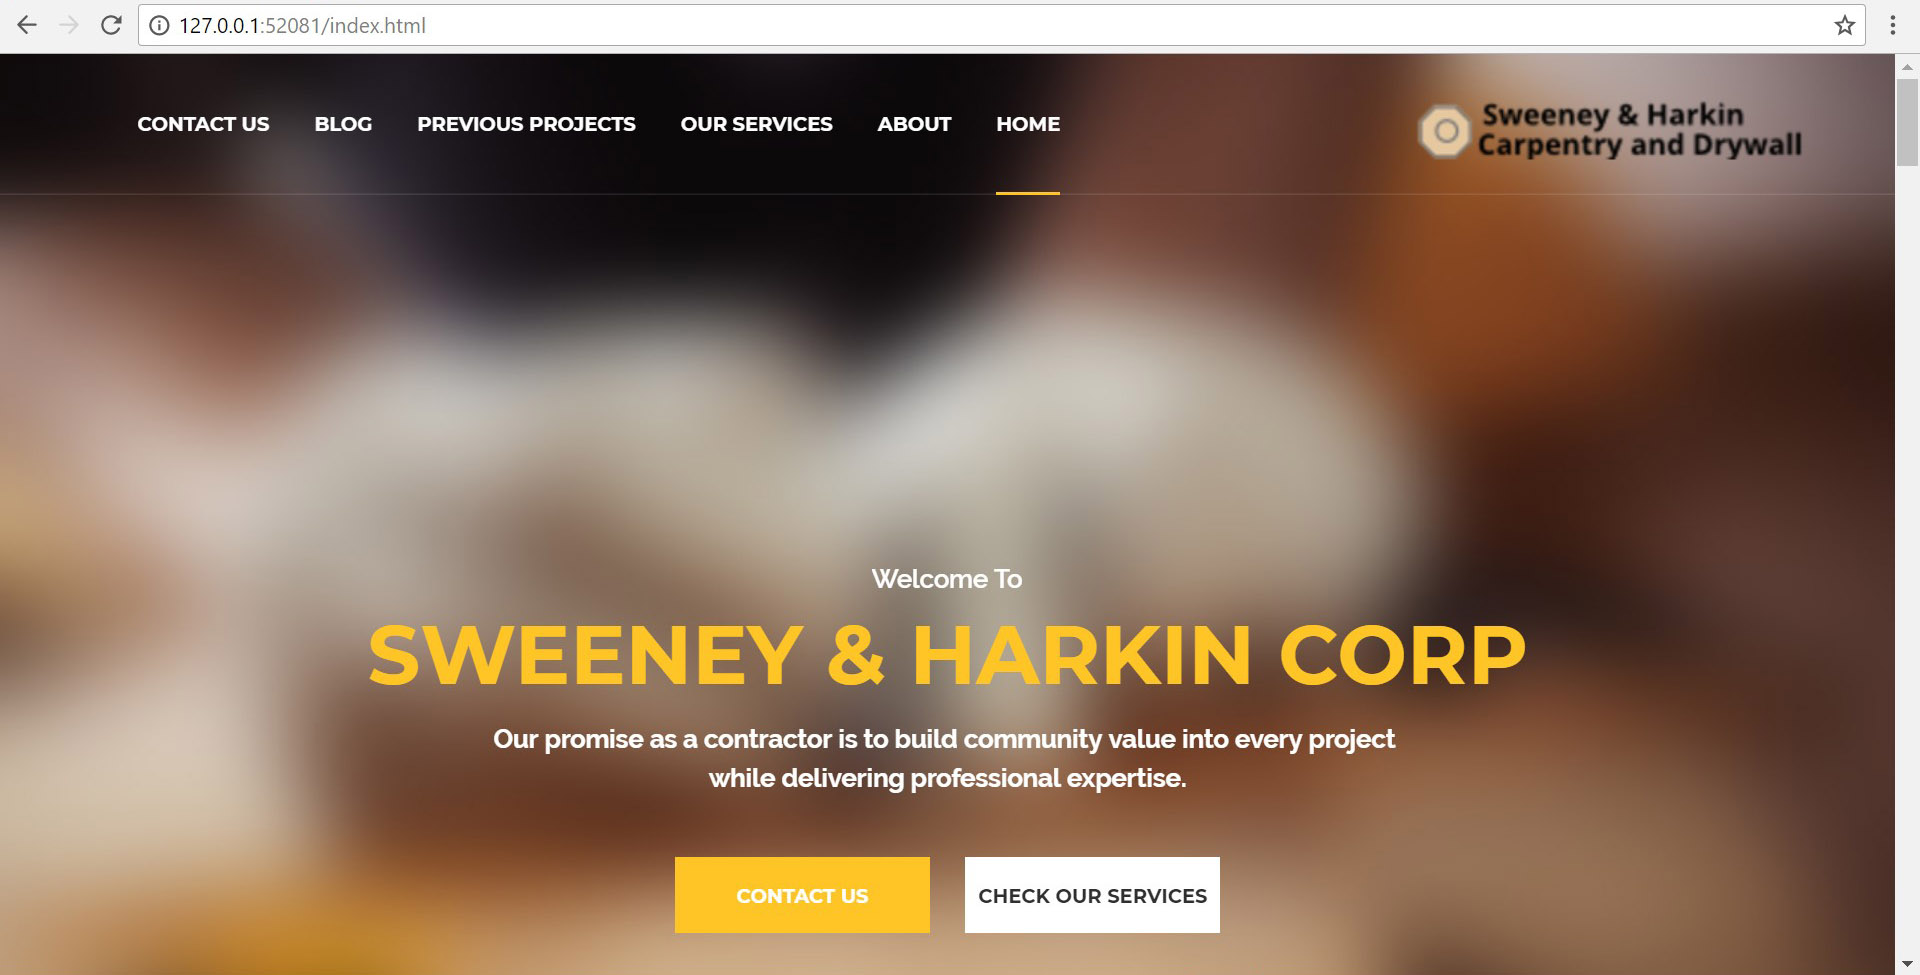 127.0.0.1:52081/index.html
CONTACT US BLOG PREVIOUS PROJECTS OUR SERVICES ABOUT HOME
Sweeney & Harkin
Carpentry and Drywall
Welcome To
SWEENEY & HARKIN CORP
Our promise as a contractor is to build community value into every project
while delivering professional expertise.
CONTACT US CHECK OUR SERVICES